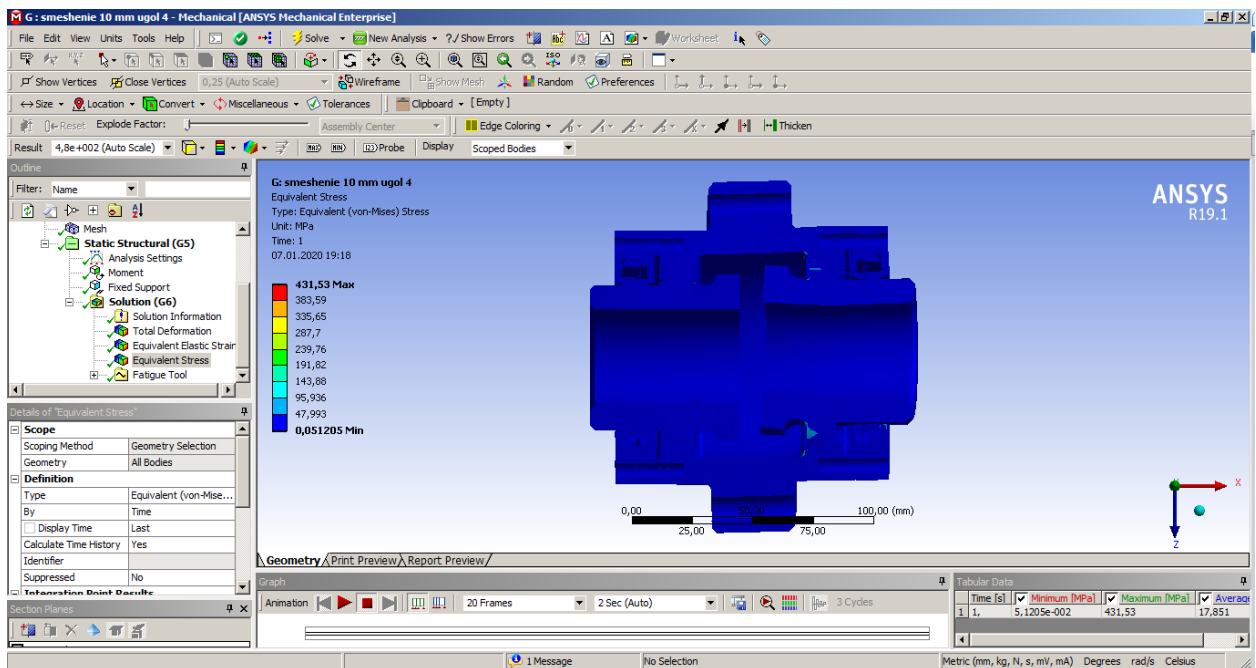 G : smeshenie 10 mm ugol 4 - Mechanical [ANSYS Mechanical Enterprise]
File Edit View Units Tools Help Solve New Analysis ?/ Show Errors Worksheet
Show Vertices Close Vertices 0,25 (Auto Scale) Wireframe Show Mesh Random Preferences
Size Location Convert Miscellaneous Tolerances Clipboard [Empty]
Reset Explode Factor: Assembly Center Edge Coloring Thicken
Result 4,8e+002 (Auto Scale) MAX MIN Probe Display Scoped Bodies
Outline
Filter: Name
Mesh
Static Structural (G5)
Analysis Settings
Moment
Fixed Support
Solution (G6)
Solution Information
Total Deformation
Equivalent Elastic Strain
Equivalent Stress
Fatigue Tool
Details of "Equivalent Stress"
Scope
Scoping Method Geometry Selection
Geometry All Bodies
Definition
Type Equivalent (von-Mise...
By Time
Display Time Last
Calculate Time History Yes
Identifier
Suppressed No
Integration Point Results
Section Planes
G: smeshenie 10 mm ugol 4
Equivalent Stress
Type: Equivalent (von-Mises) Stress
Unit: MPa
Time: 1
07.01.2020 19:18
431,53 Max
383,59
335,65
287,7
239,76
191,82
143,88
95,936
47,993
0,051205 Min
ANSYS
R19.1
0,00 50,00 100,00 (mm)
25,00 75,00
X
Z
Geometry Print Preview Report Preview
Graph
Animation 20 Frames 2 Sec (Auto) 3 Cycles
Tabular Data
Time [s] Minimum [MPa] Maximum [MPa] Average
1 1, 5,1205e-002 431,53 17,851
1 Message No Selection Metric (mm, kg, N, s, mV, mA) Degrees rad/s Celsius